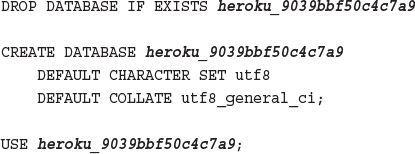 DROP DATABASE IF EXISTS heroku_9039bbf50c4c7a9
CREATE DATABASE heroku_9039bbf50c4c7a9
DEFAULT CHARACTER SET utf8
DEFAULT COLLATE utf8_general_ci;
USE heroku_9039bbf50c4c7a9;